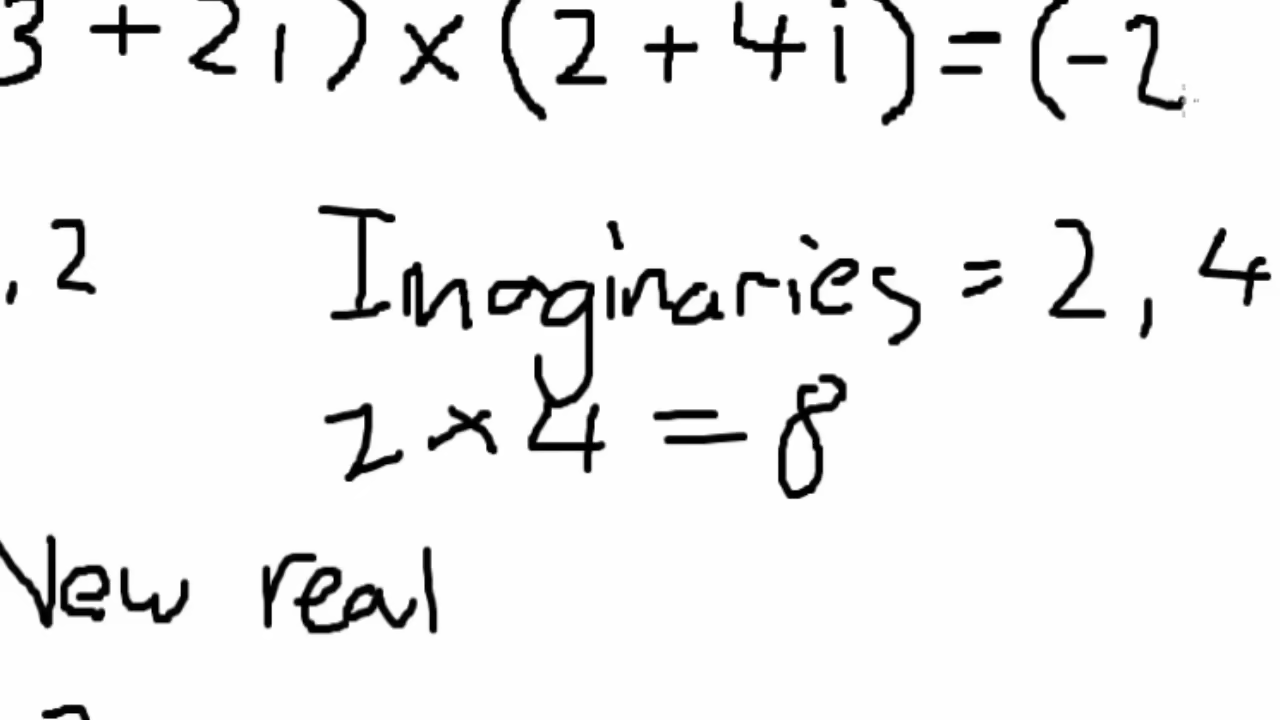 3 + 2i) × (2 + 4i) = (-2
, 2 Imaginaries = 2, 4
2 × 4 = 8
New real